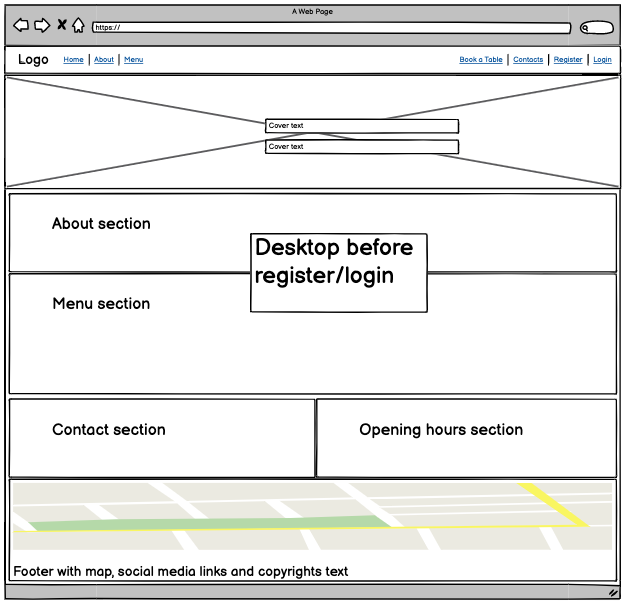 A Web Page
https://
Logo Home About Menu Book a Table Contacts Register Login
Cover text
Cover text
About section
Desktop before
register/login
Menu section
Contact section
Opening hours section
Footer with map, social media links and copyrights text